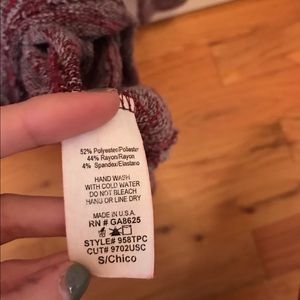 52% Polyester/Poliester
44% Rayon/Rayon
4% Spandex/Elastano
HAND WASH
WITH COLD WATER
DO NOT BLEACH
HAND OR LINE DRY
MADE IN U.S.A.
RN # GA8625
STYLE# 958TPC
CUT# 9702USC
S/Chico